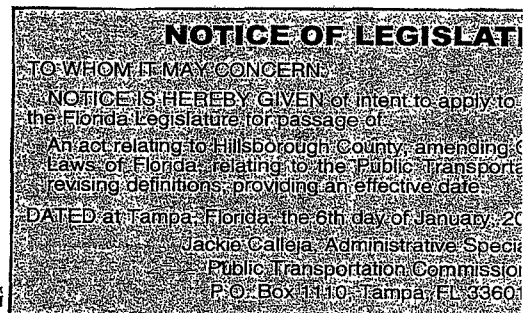 NOTICE OF LEGISLATI
TO WHOM IT MAY CONCERN:
NOTICE IS HEREBY GIVEN of intent to apply to
the Florida Legislature for passage of
An act relating to Hillsborough County, amending
Laws of Florida, relating to the Public Transporta
revising definitions; providing an effective date
DATED at Tampa, Florida, the 6th day of January, 20
Jackie Calleja, Administrative Specia
Public Transportation Commission
P.O. Box 1110, Tampa, FL 33601